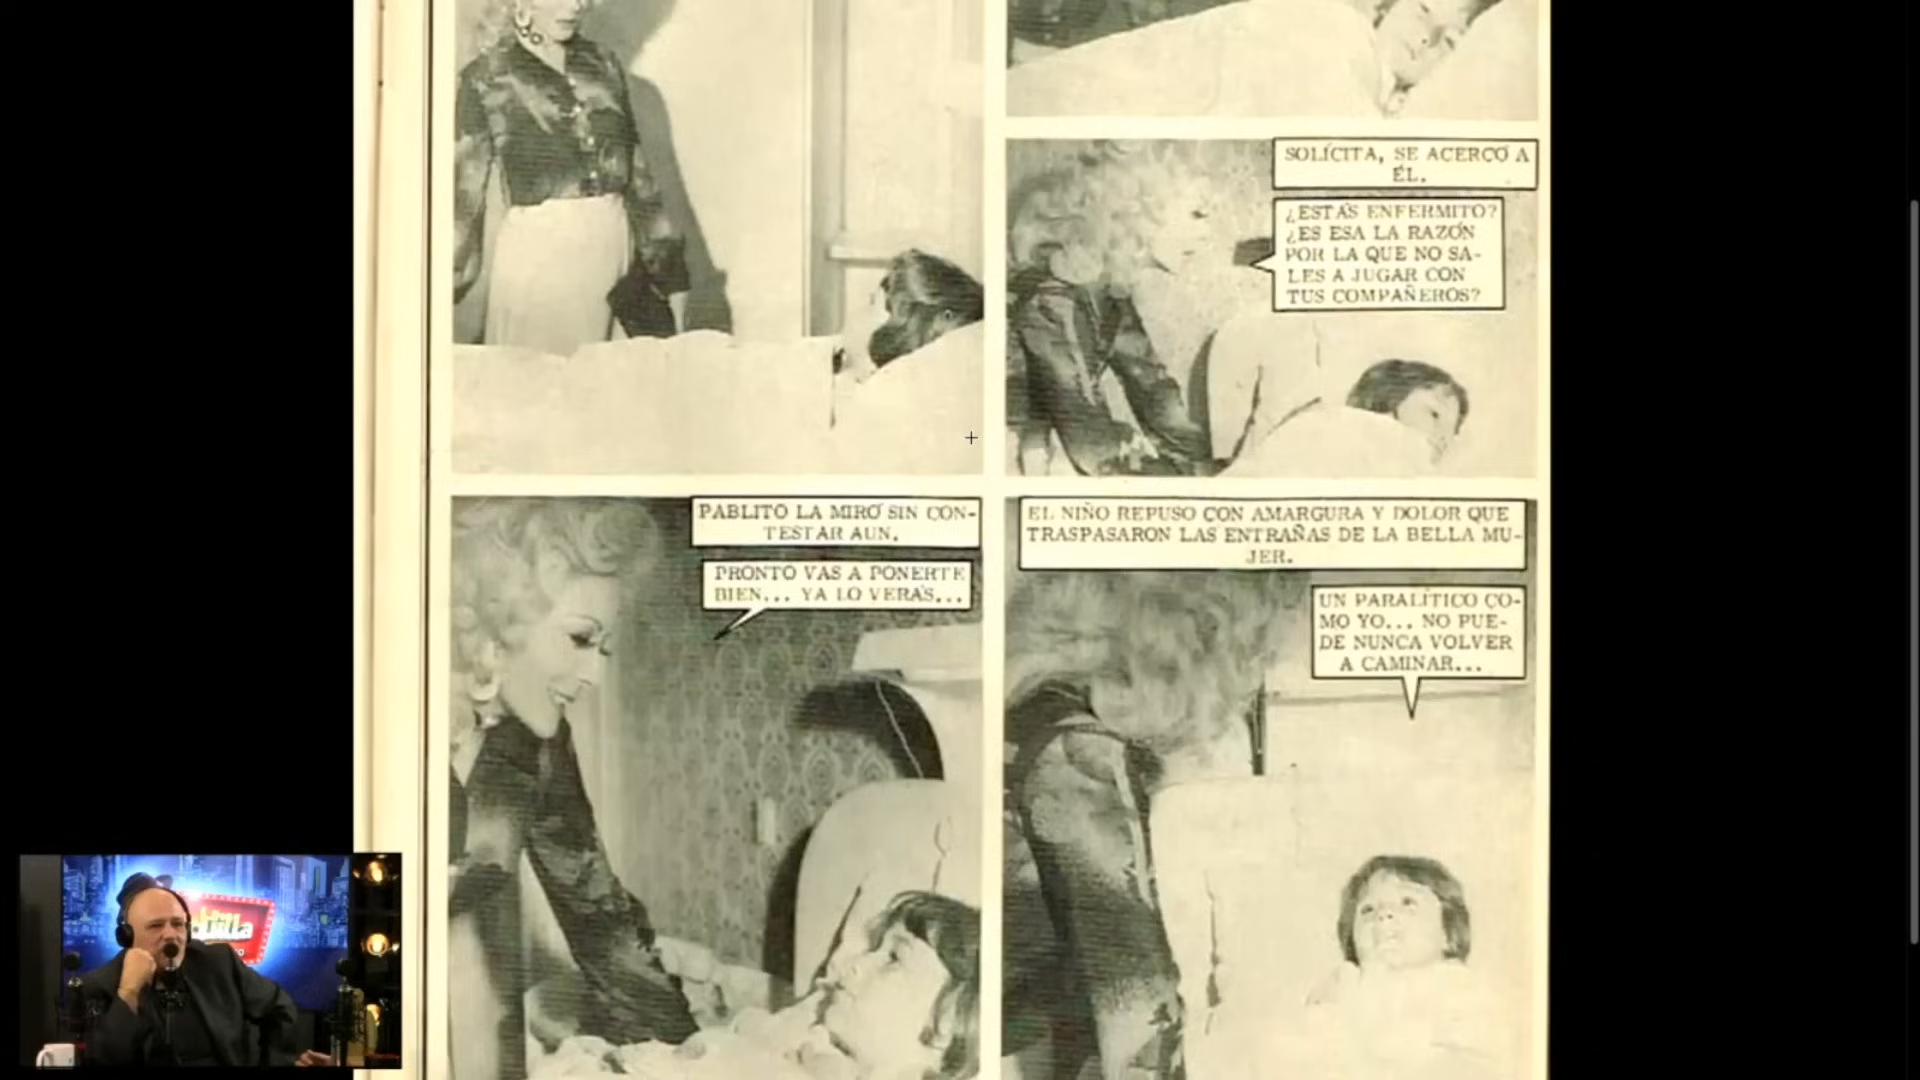 SOLÍCITA, SE ACERCÓ A
ÉL.
¿ESTÁS ENFERMITO?
¿ES ESA LA RAZÓN
POR LA QUE NO SA-
LES A JUGAR CON
TUS COMPAÑEROS?
PABLITO LA MIRÓ SIN CON-
TESTAR AUN.
PRONTO VAS A PONERTE
BIEN... YA LO VERÁS...
EL NIÑO REPUSO CON AMARGURA Y DOLOR QUE
TRASPASARON LAS ENTRAÑAS DE LA BELLA MU-
JER.
UN PARALÍTICO CO-
MO YO... NO PUE-
DE NUNCA VOLVER
A CAMINAR...